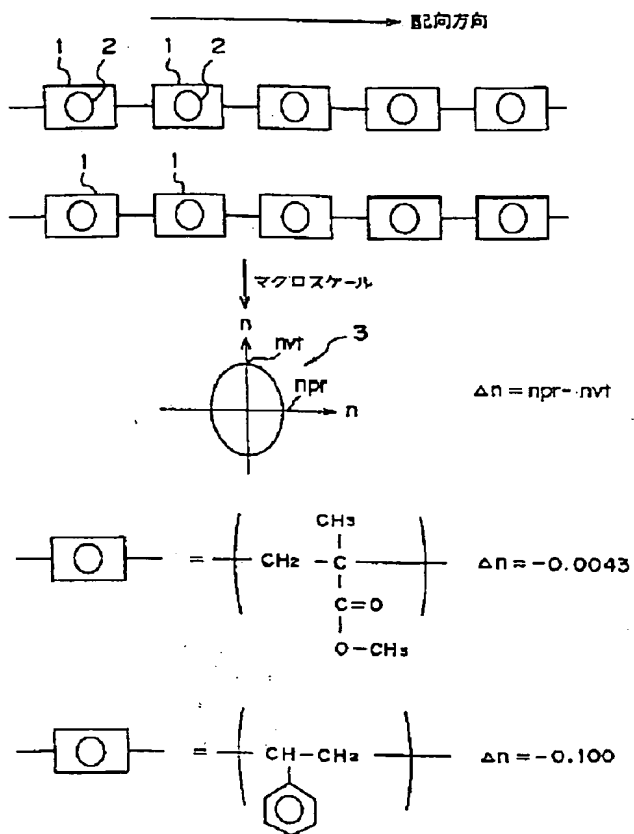 配向方向
1 2 1 2
1 1
マクロスケール
n
nvt
3
npr
n
Δn=npr-nvt
CH3
CH2 C Δn=-0.0043
C=O
O-CH3
CH-CH2 Δn=-0.100